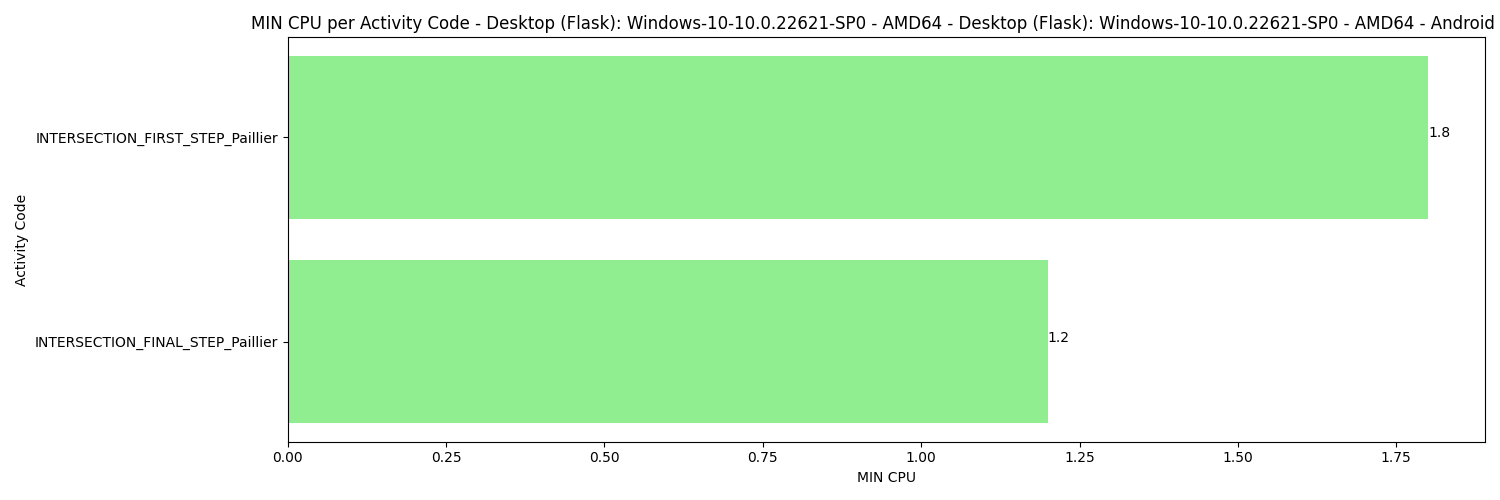 MIN CPU per Activity Code - Desktop (Flask): Windows-10-10.0.22621-SP0 - AMD64 - Desktop (Flask): Windows-10-10.0.22621-SP0 - AMD64 - Android
Activity Code
INTERSECTION_FIRST_STEP_Paillier
1.8
INTERSECTION_FINAL_STEP_Paillier
1.2
0.00 0.25 0.50 0.75 1.00 1.25 1.50 1.75
MIN CPU